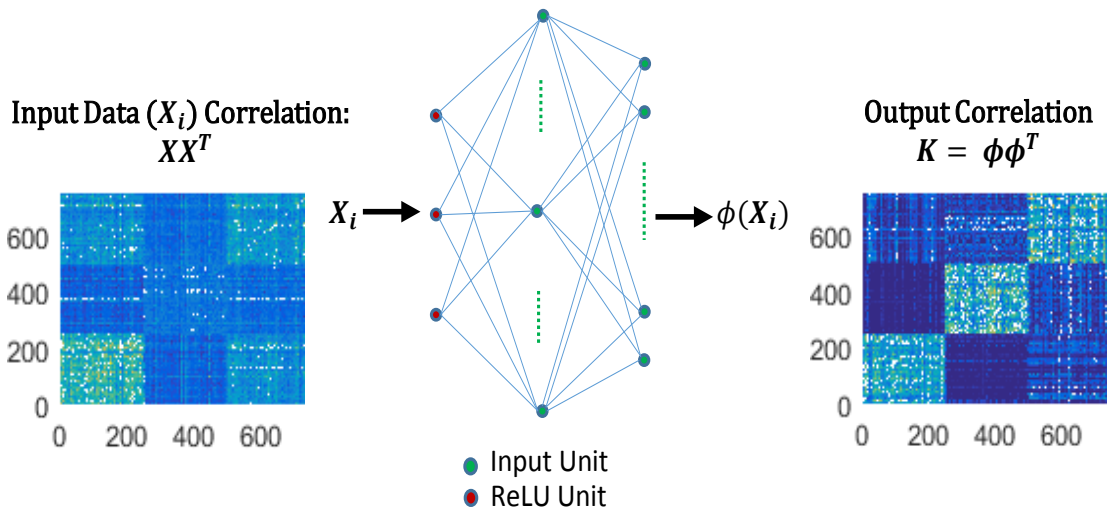 Input Data (X_i) Correlation:
XX^T
600
400
200
0
0 200 400 600
X_i
ϕ(X_i)
Input Unit
ReLU Unit
Output Correlation
K = ϕϕ^T
600
400
200
0
0 200 400 600